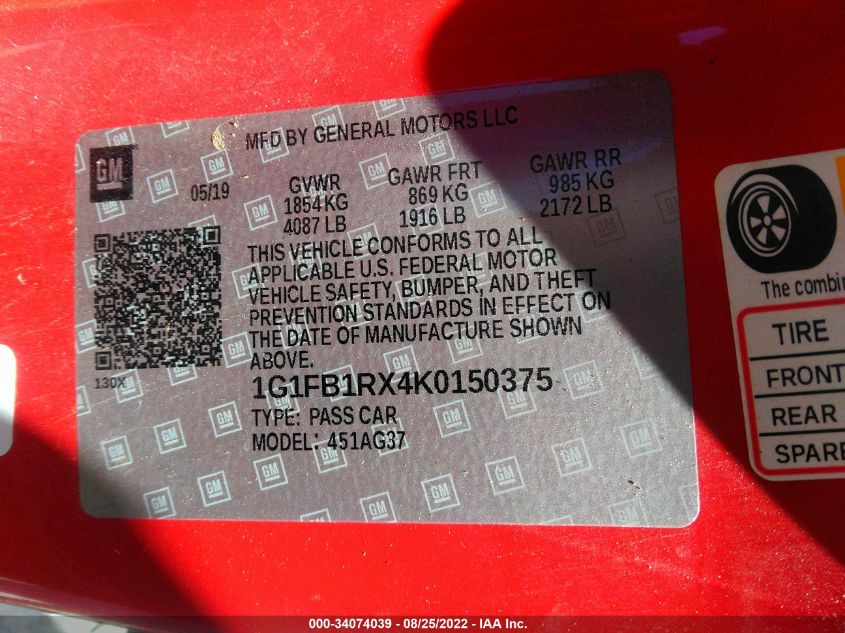 MFD BY GENERAL MOTORS LLC
GM
05/19
GVWR GAWR FRT GAWR RR
1854 KG 869 KG 985 KG
4087 LB 1916 LB 2172 LB
THIS VEHICLE CONFORMS TO ALL
APPLICABLE U.S. FEDERAL MOTOR
VEHICLE SAFETY, BUMPER, AND THEFT
PREVENTION STANDARDS IN EFFECT ON
THE DATE OF MANUFACTURE SHOWN
ABOVE.
130X
1G1FB1RX4K0150375
TYPE: PASS CAR
MODEL: 451AG37
The combin
TIRE
FRONT
REAR
SPARE
000-34074039 - 08/25/2022 - IAA Inc.